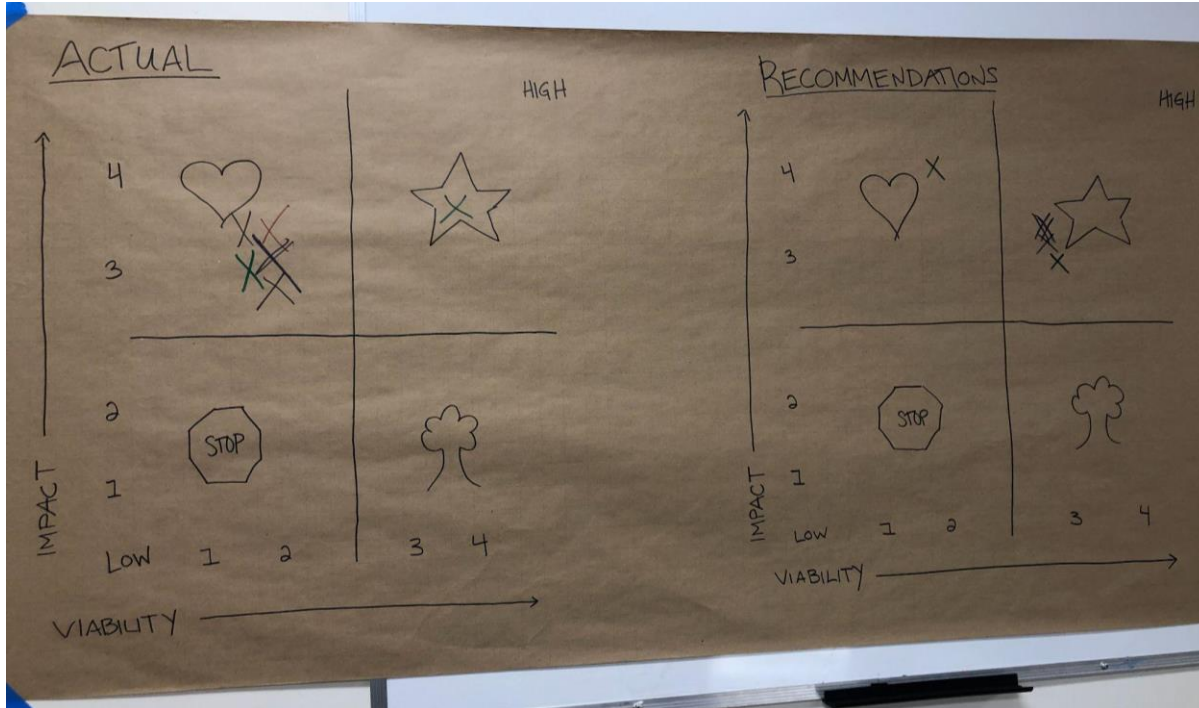 ACTUAL
HIGH
4
3
2
1
IMPACT
STOP
LOW 1 2 3 4
VIABILITY
RECOMMENDATIONS
HIGH
4
3
2
1
IMPACT
STOP
LOW 1 2 3 4
VIABILITY